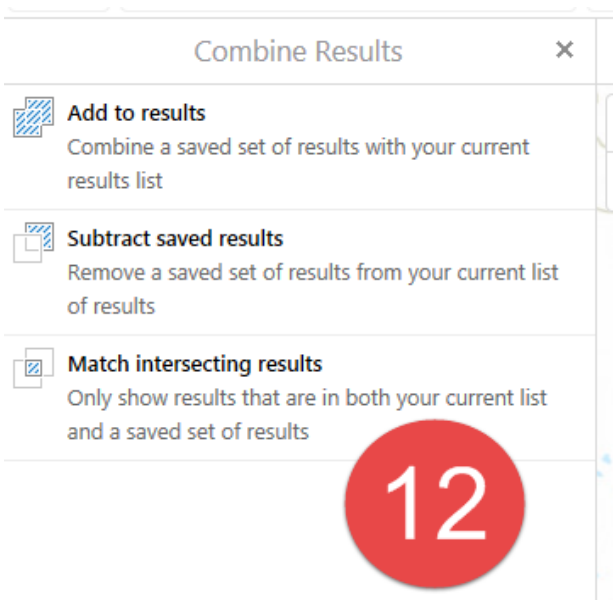 Combine Results ×
Add to results
Combine a saved set of results with your current
results list
Subtract saved results
Remove a saved set of results from your current list
of results
Match intersecting results
Only show results that are in both your current list
and a saved set of results
12